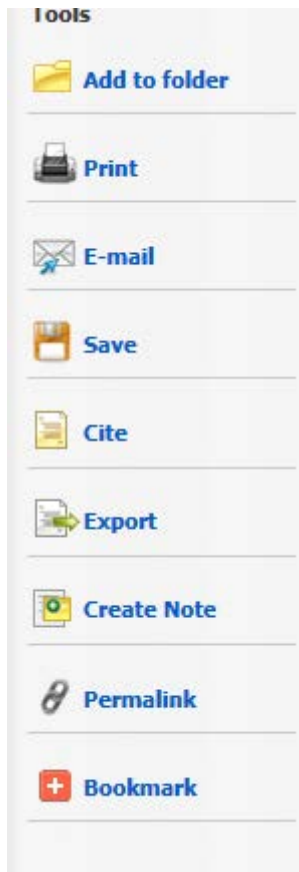 Tools
Add to folder
Print
E-mail
Save
Cite
Export
Create Note
Permalink
Bookmark